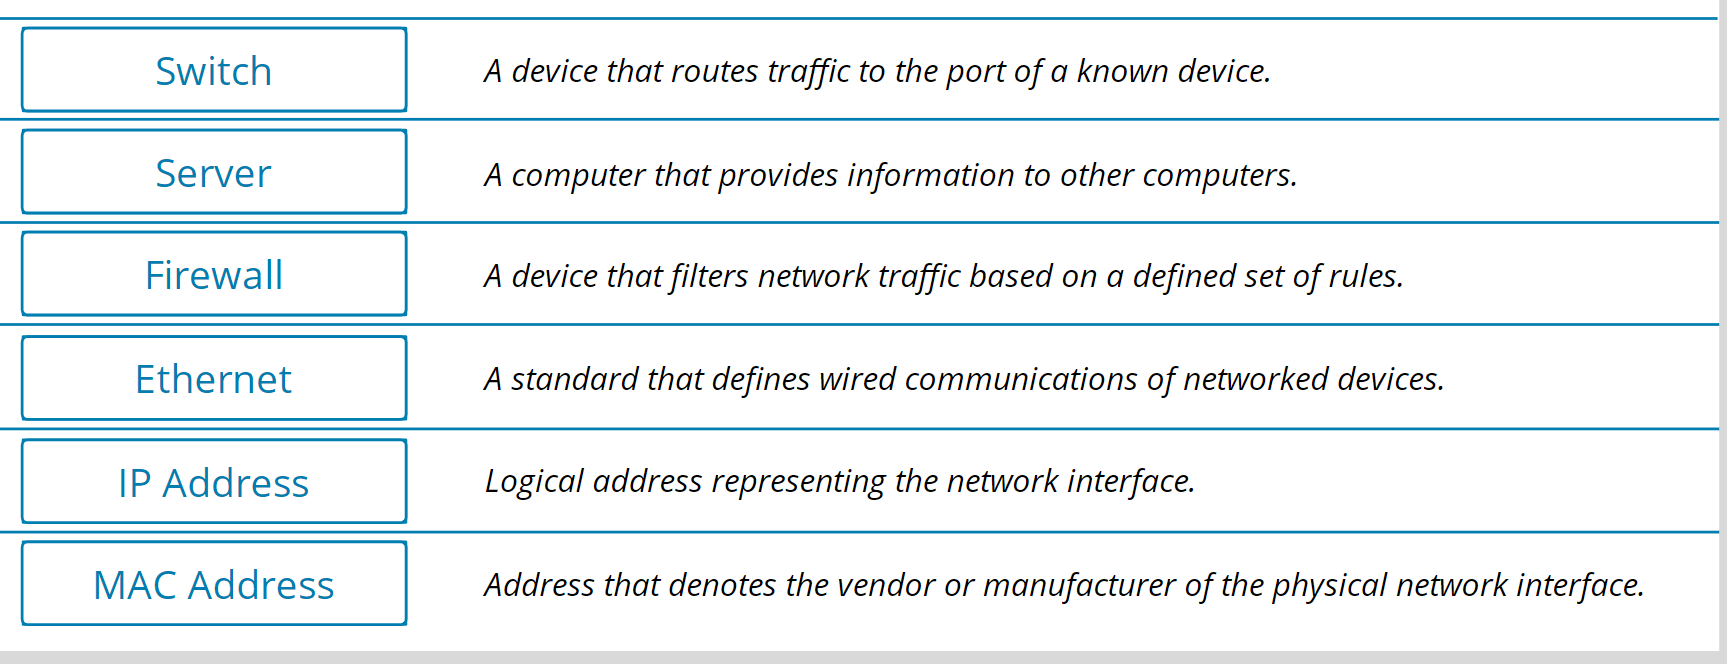 Switch
A device that routes traffic to the port of a known device.
Server
A computer that provides information to other computers.
Firewall
A device that filters network traffic based on a defined set of rules.
Ethernet
A standard that defines wired communications of networked devices.
IP Address
Logical address representing the network interface.
MAC Address
Address that denotes the vendor or manufacturer of the physical network interface.